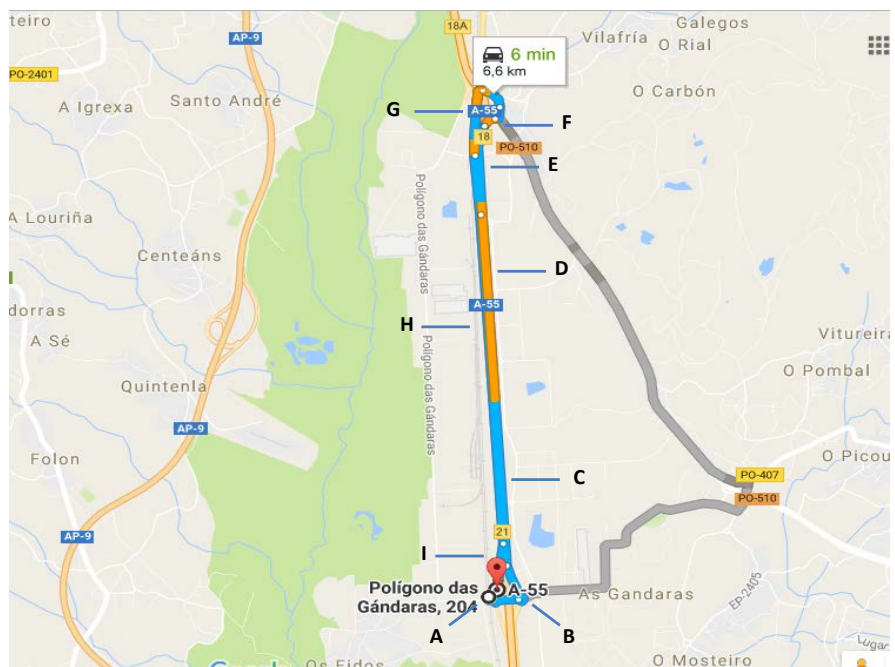 teiro
18A
AP-9
Galegos
Vilafría
O Rial
6 min
6,6 km
PO-2401
A Igrexa
Santo André
O Carbón
G
A-55
F
18
PO-510
E
Polígono das Gándaras
A Louriña
Centeáns
D
A-55
dorras
H
A Sé
Vitureira
O Pombal
Quintenla
Polígono das Gándaras
AP-9
Folon
O Picou
PO-407
C
PO-510
21
AP-9
I
Polígono das
Gándaras, 204
A-55
As Gandaras
EP-2405
A
B
Lugar
O Mosteiro
Os Fidos